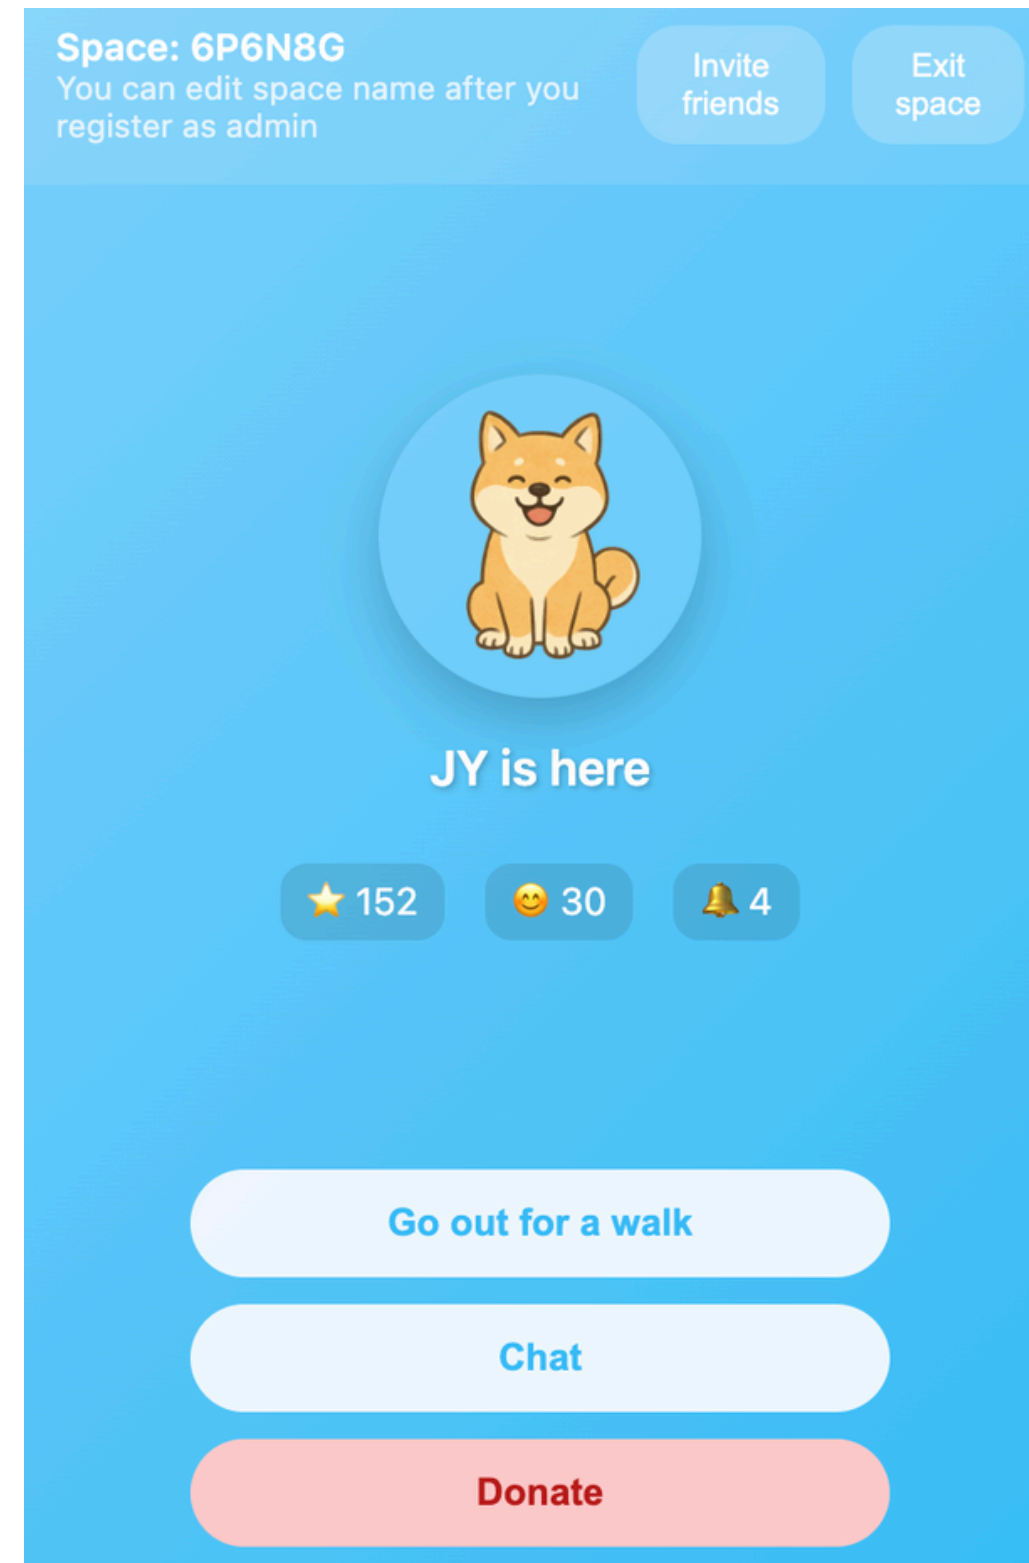 Space: 6P6N8G
You can edit space name after you
register as admin
Invite
friends
Exit
space
JY is here
152
30
4
Go out for a walk
Chat
Donate